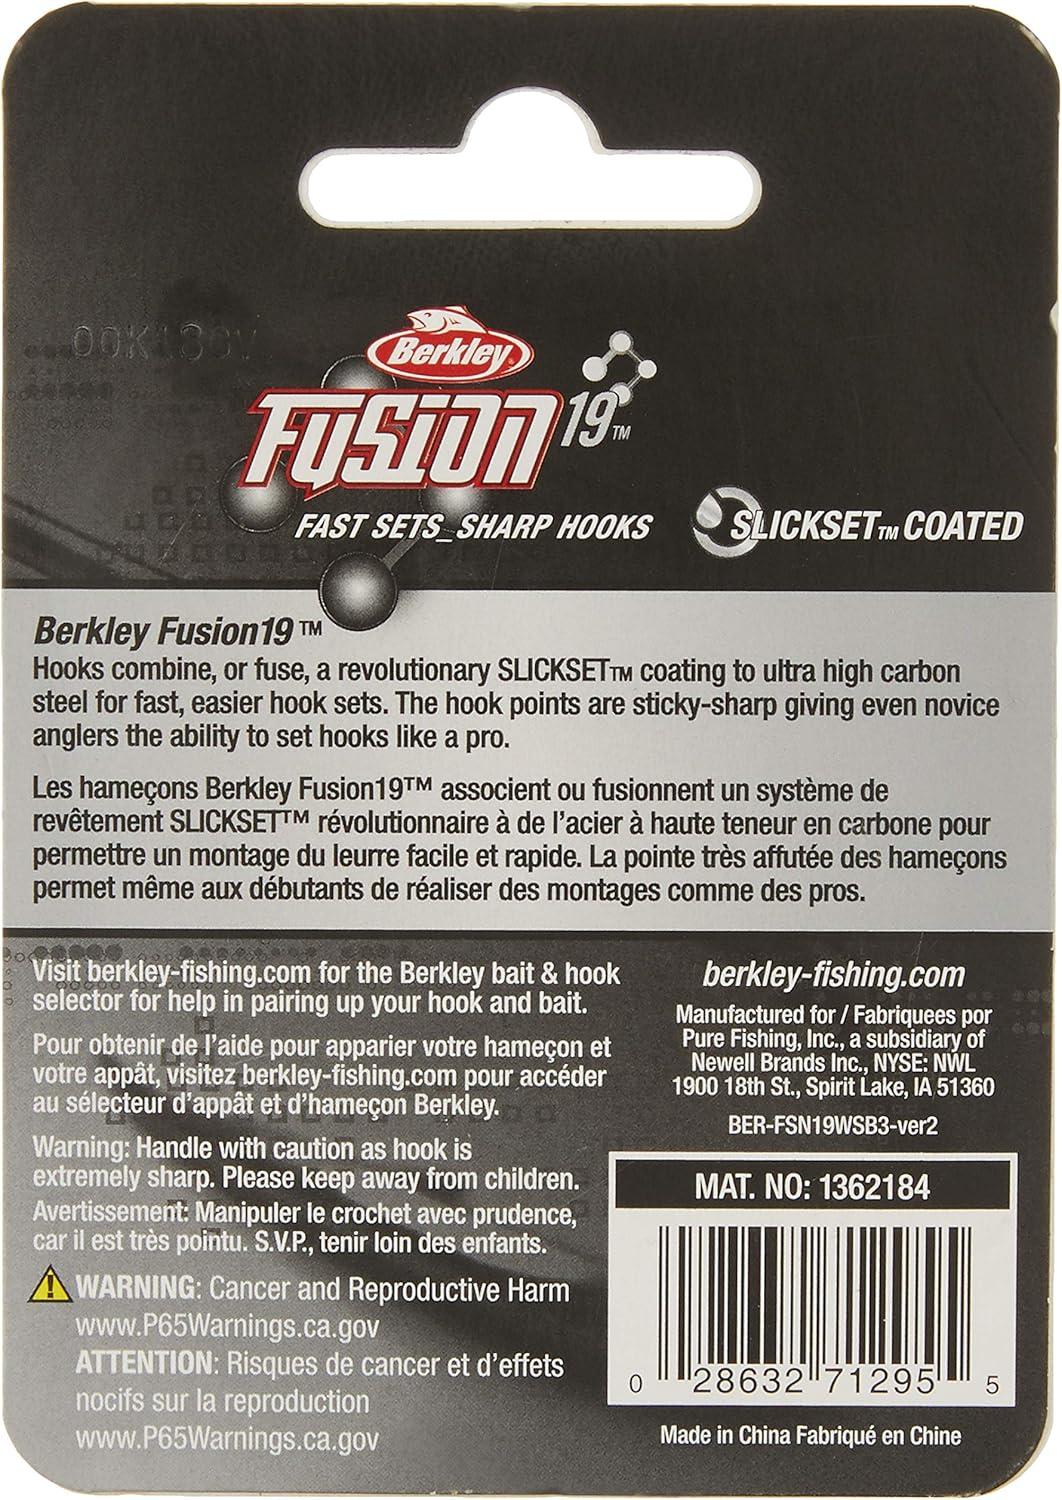 OOK180V
Berkley
FUSION19™
FAST SETS_SHARP HOOKS
SLICKSET™ COATED
Berkley Fusion19™
Hooks combine, or fuse, a revolutionary SLICKSET™ coating to ultra high carbon
steel for fast, easier hook sets. The hook points are sticky-sharp giving even novice
anglers the ability to set hooks like a pro.
Les hameçons Berkley Fusion19™ associent ou fusionnent un système de
revêtement SLICKSET™ révolutionnaire à de l'acier à haute teneur en carbone pour
permettre un montage du leurre facile et rapide. La pointe très affutée des hameçons
permet même aux débutants de réaliser des montages comme des pros.
Visit berkley-fishing.com for the Berkley bait & hook
selector for help in pairing up your hook and bait.
Pour obtenir de l'aide pour apparier votre hameçon et
votre appât, visitez berkley-fishing.com pour accéder
au sélecteur d'appât et d'hameçon Berkley.
Warning: Handle with caution as hook is
extremely sharp. Please keep away from children.
Avertissement: Manipuler le crochet avec prudence,
car il est très pointu. S.V.P., tenir loin des enfants.
WARNING: Cancer and Reproductive Harm
www.P65Warnings.ca.gov
ATTENTION: Risques de cancer et d'effets
nocifs sur la reproduction
www.P65Warnings.ca.gov
berkley-fishing.com
Manufactured for / Fabriquees por
Pure Fishing, Inc., a subsidiary of
Newell Brands Inc., NYSE: NWL
1900 18th St., Spirit Lake, IA 51360
BER-FSN19WSB3-ver2
MAT. NO: 1362184
0 28632 71295 5
Made in China Fabriqué en Chine